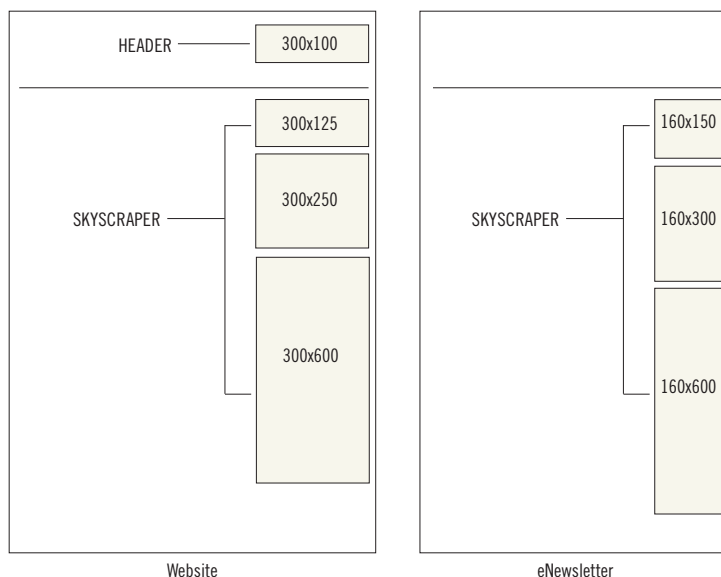 HEADER
300x100
300x125
300x250
SKYSCRAPER
300x600
Website
160x150
160x300
SKYSCRAPER
160x600
eNewsletter